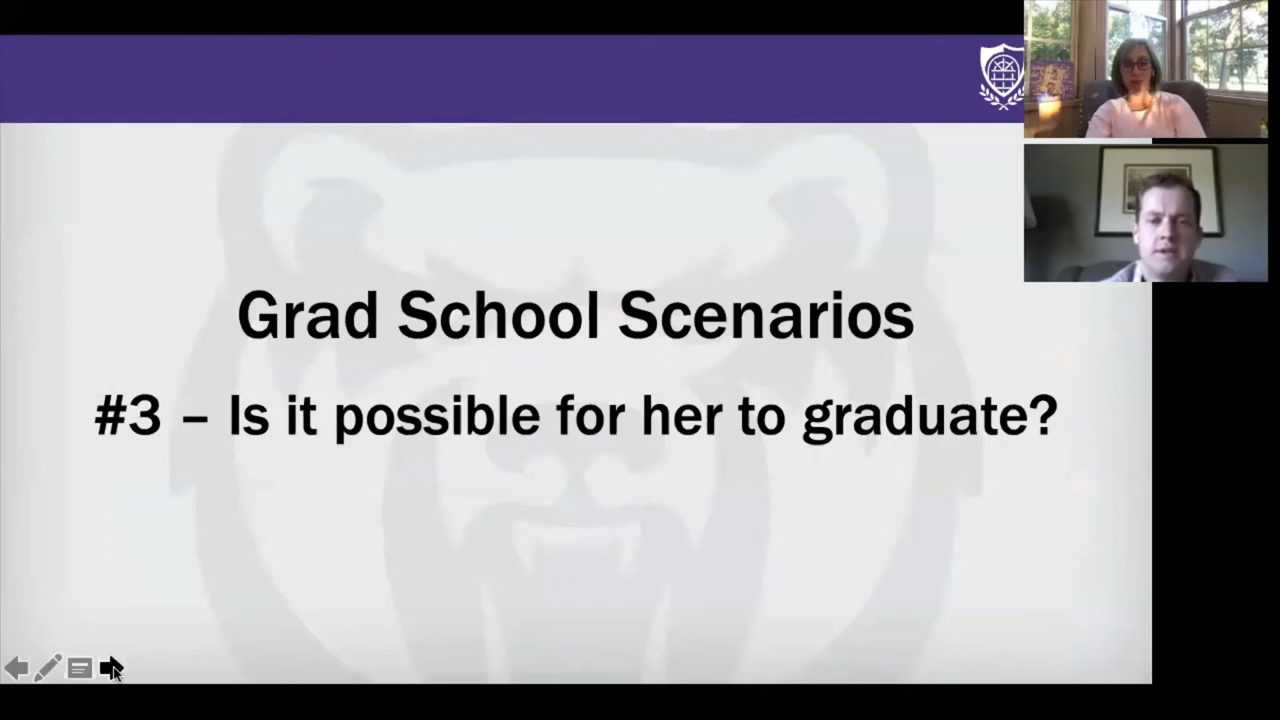 Grad School Scenarios
#3 – Is it possible for her to graduate?